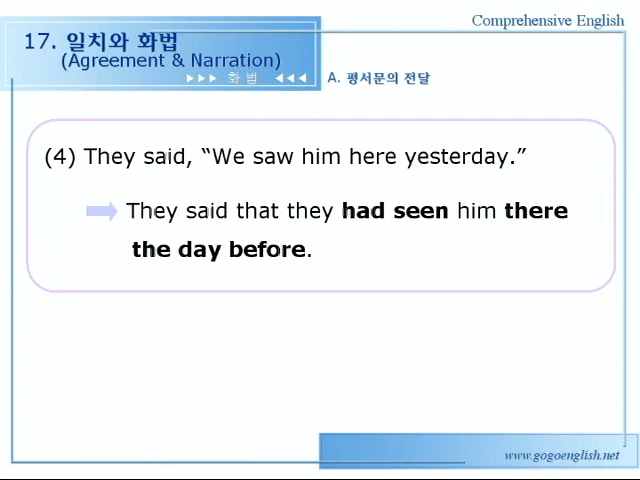 Comprehensive English
17. 일치와 화법
(Agreement & Narration)
▶▶▶ 화 법 ◀◀◀
A. 평서문의 전달
(4) They said, “We saw him here yesterday.”
They said that they had seen him there
the day before.
www.gogoenglish.net